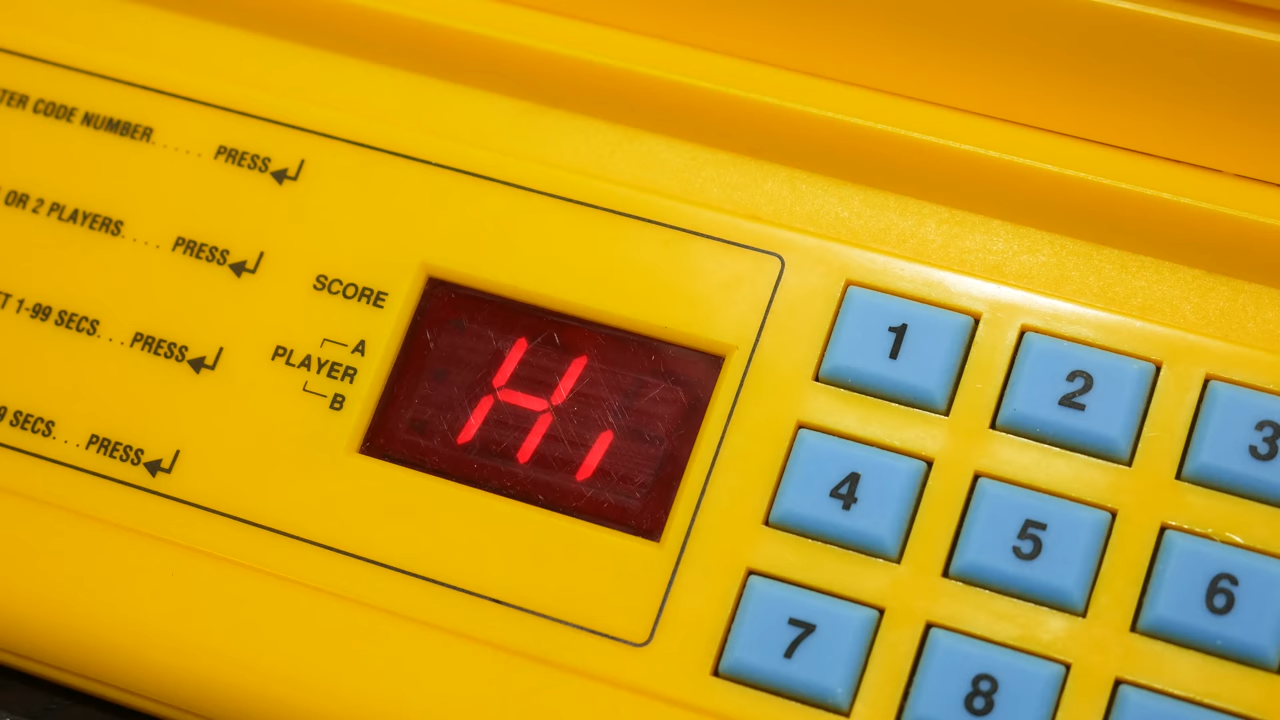 TER CODE NUMBER..... PRESS
OR 2 PLAYERS..... PRESS
T 1-99 SECS... PRESS
9 SECS... PRESS
SCORE
A
PLAYER
B
Hi
1 2 3
4 5 6
7 8